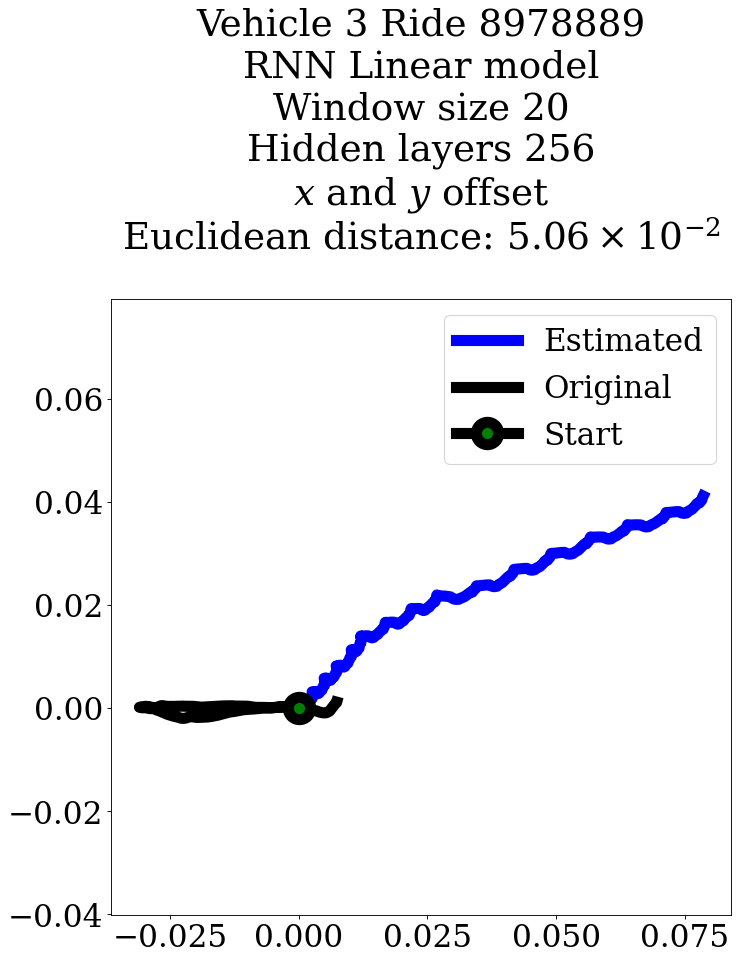 Vehicle 3 Ride 8978889
RNN Linear model
Window size 20
Hidden layers 256
x and y offset
Euclidean distance: 5.06 × 10⁻²
Estimated
Original
Start
0.06
0.04
0.02
0.00
−0.02
−0.04
−0.025 0.000 0.025 0.050 0.075